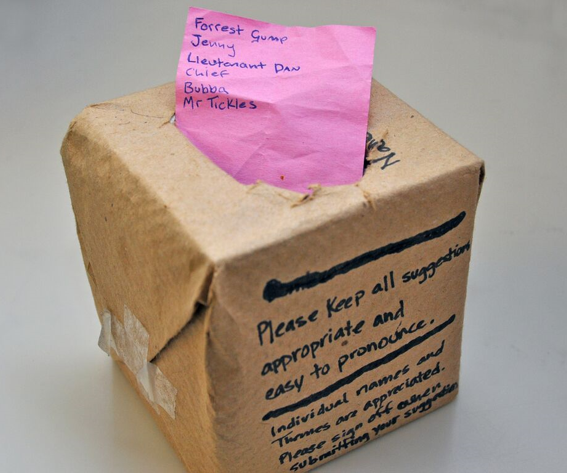 Forrest Gump
Jenny
Lieutenant Dan
Chief
Bubba
Mr Tickles
Please keep all suggestions
appropriate and
easy to pronounce.
Individual names and
Themes are appreciated.
Please sign off when
submitting your suggestion